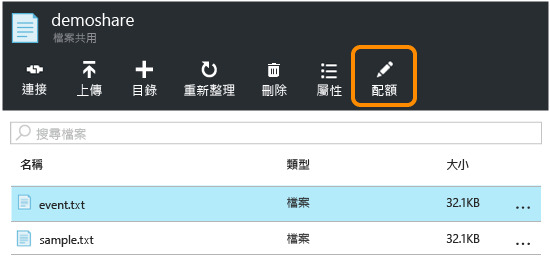 demoshare
檔案共用
連接 上傳 目錄 重新整理 刪除 屬性 配額
搜尋檔案
名稱 類型 大小
event.txt 檔案 32.1KB ...
sample.txt 檔案 32.1KB ...